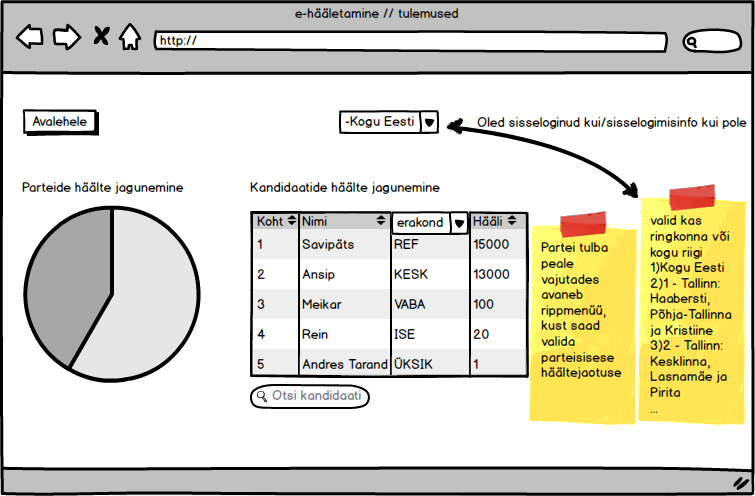 e-hääletamine // tulemused
http://
Avalehele
-Kogu Eesti
Oled sisseloginud kui/sisselogimisinfo kui pole
Parteide häälte jagunemine
Kandidaatide häälte jagunemine
Koht Nimi erakond Hääli
1 Savipäts REF 15000
2 Ansip KESK 13000
3 Meikar VABA 100
4 Rein ISE 20
5 Andres Tarand ÜKSIK 1
Otsi kandidaati
Partei tulba
peale
vajutades
avaneb
rippmenüü,
kust saad
valida
parteisisese
häältejaotuse
valid kas
ringkonna või
kogu riigi
1)Kogu Eesti
2)1 - Tallinn:
Haabersti,
Põhja-Tallinna
ja Kristiine
3)2 - Tallinn:
Kesklinna,
Lasnamäe ja
Pirita
...